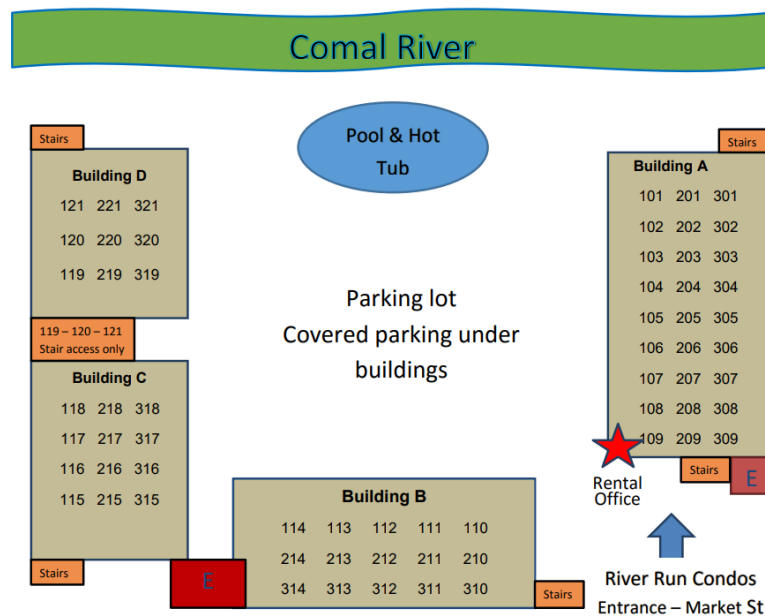 Comal River
Pool & Hot
Tub
Stairs
Building D
121 221 321
120 220 320
119 219 319
119 – 120 – 121
Stair access only
Building C
118 218 318
117 217 317
116 216 316
115 215 315
Stairs
E
Parking lot
Covered parking under
buildings
Building B
114 113 112 111 110
214 213 212 211 210
314 313 312 311 310
Stairs
Stairs
Building A
101 201 301
102 202 302
103 203 303
104 204 304
105 205 305
106 206 306
107 207 307
108 208 308
109 209 309
Rental
Office
Stairs
E
River Run Condos
Entrance – Market St